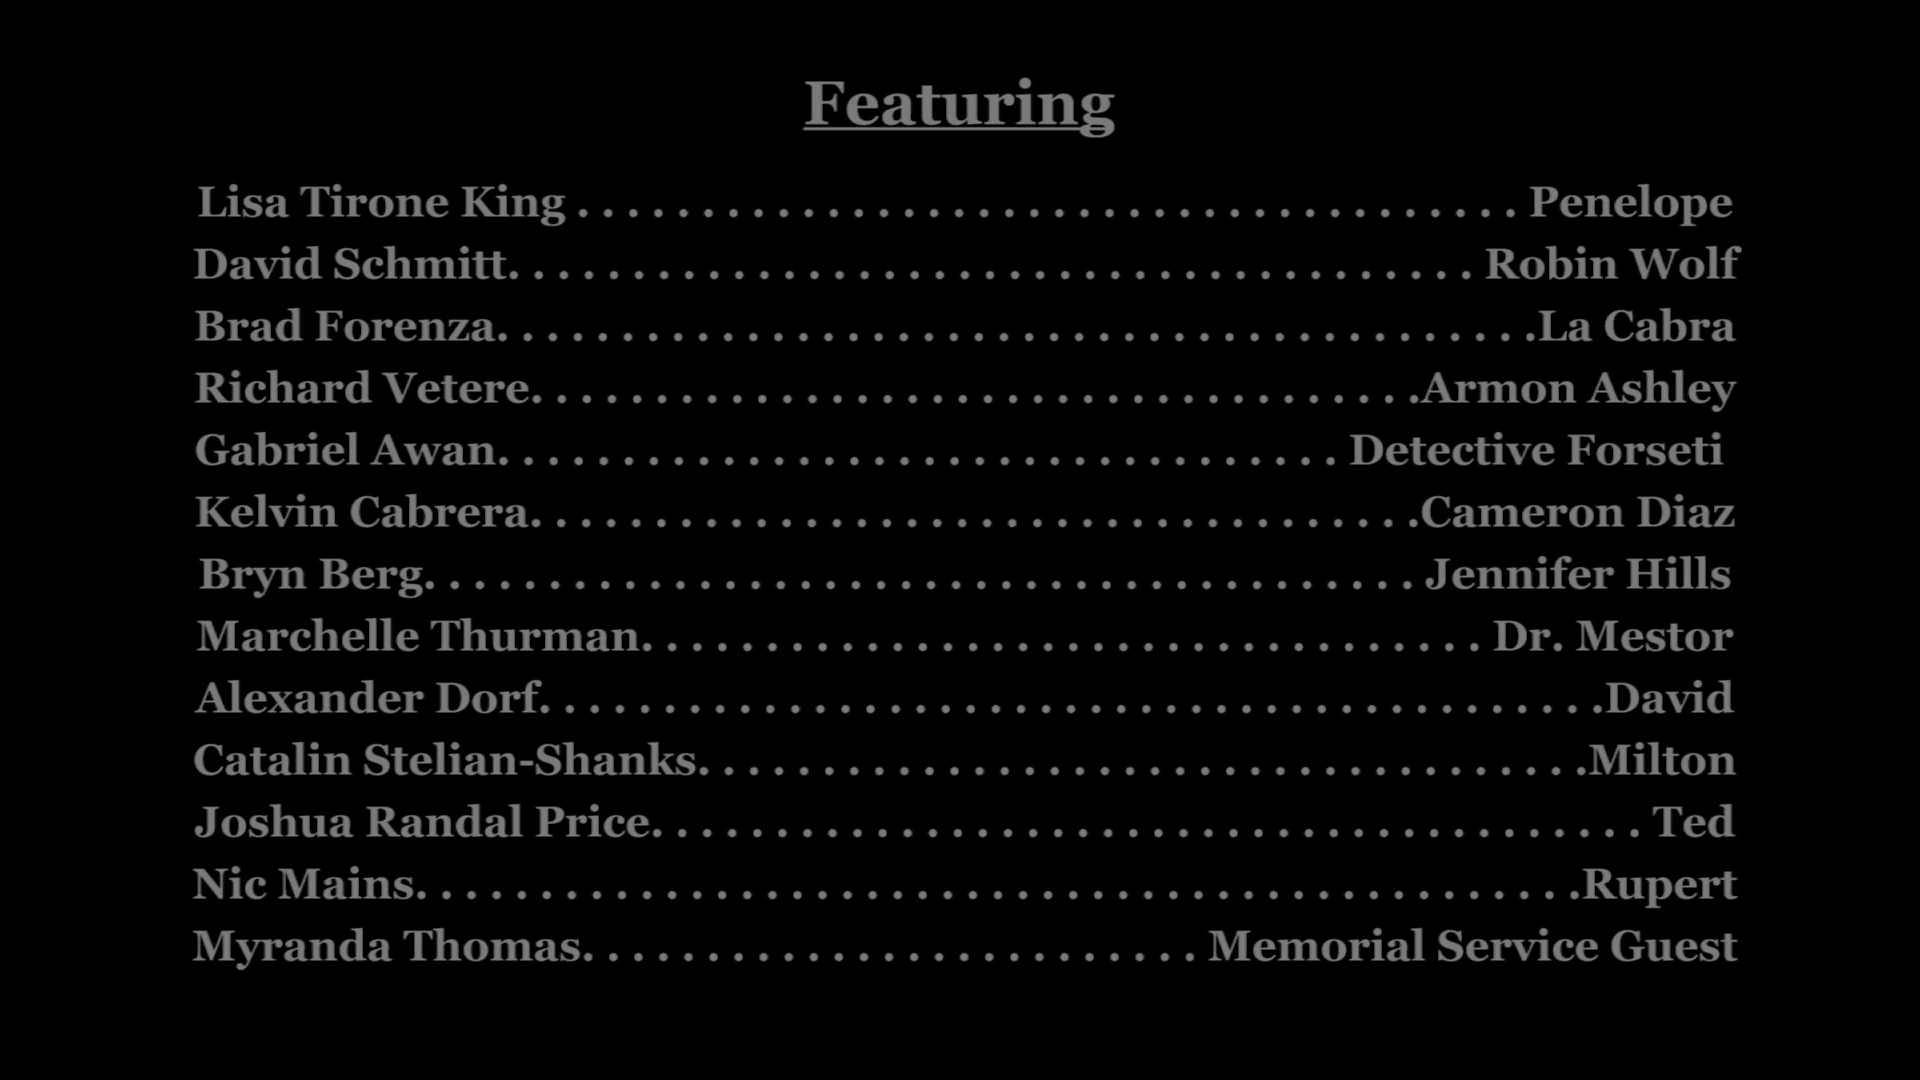 Featuring
Lisa Tirone King . . . . . . . . . . . . . . . . . . . . . . . . . . . . . . . . . . . . . . Penelope
David Schmitt. . . . . . . . . . . . . . . . . . . . . . . . . . . . . . . . . . . . . . . Robin Wolf
Brad Forenza. . . . . . . . . . . . . . . . . . . . . . . . . . . . . . . . . . . . . . . . . .La Cabra
Richard Vetere. . . . . . . . . . . . . . . . . . . . . . . . . . . . . . . . . . . .Armon Ashley
Gabriel Awan. . . . . . . . . . . . . . . . . . . . . . . . . . . . . . . . . . Detective Forseti
Kelvin Cabrera. . . . . . . . . . . . . . . . . . . . . . . . . . . . . . . . . . . .Cameron Diaz
Bryn Berg. . . . . . . . . . . . . . . . . . . . . . . . . . . . . . . . . . . . . . . . Jennifer Hills
Marchelle Thurman. . . . . . . . . . . . . . . . . . . . . . . . . . . . . . . . . . Dr. Mestor
Alexander Dorf. . . . . . . . . . . . . . . . . . . . . . . . . . . . . . . . . . . . . . . . . . .David
Catalin Stelian-Shanks. . . . . . . . . . . . . . . . . . . . . . . . . . . . . . . . . . . .Milton
Joshua Randal Price. . . . . . . . . . . . . . . . . . . . . . . . . . . . . . . . . . . . . . . . Ted
Nic Mains. . . . . . . . . . . . . . . . . . . . . . . . . . . . . . . . . . . . . . . . . . . . . . .Rupert
Myranda Thomas. . . . . . . . . . . . . . . . . . . . . . . . . Memorial Service Guest